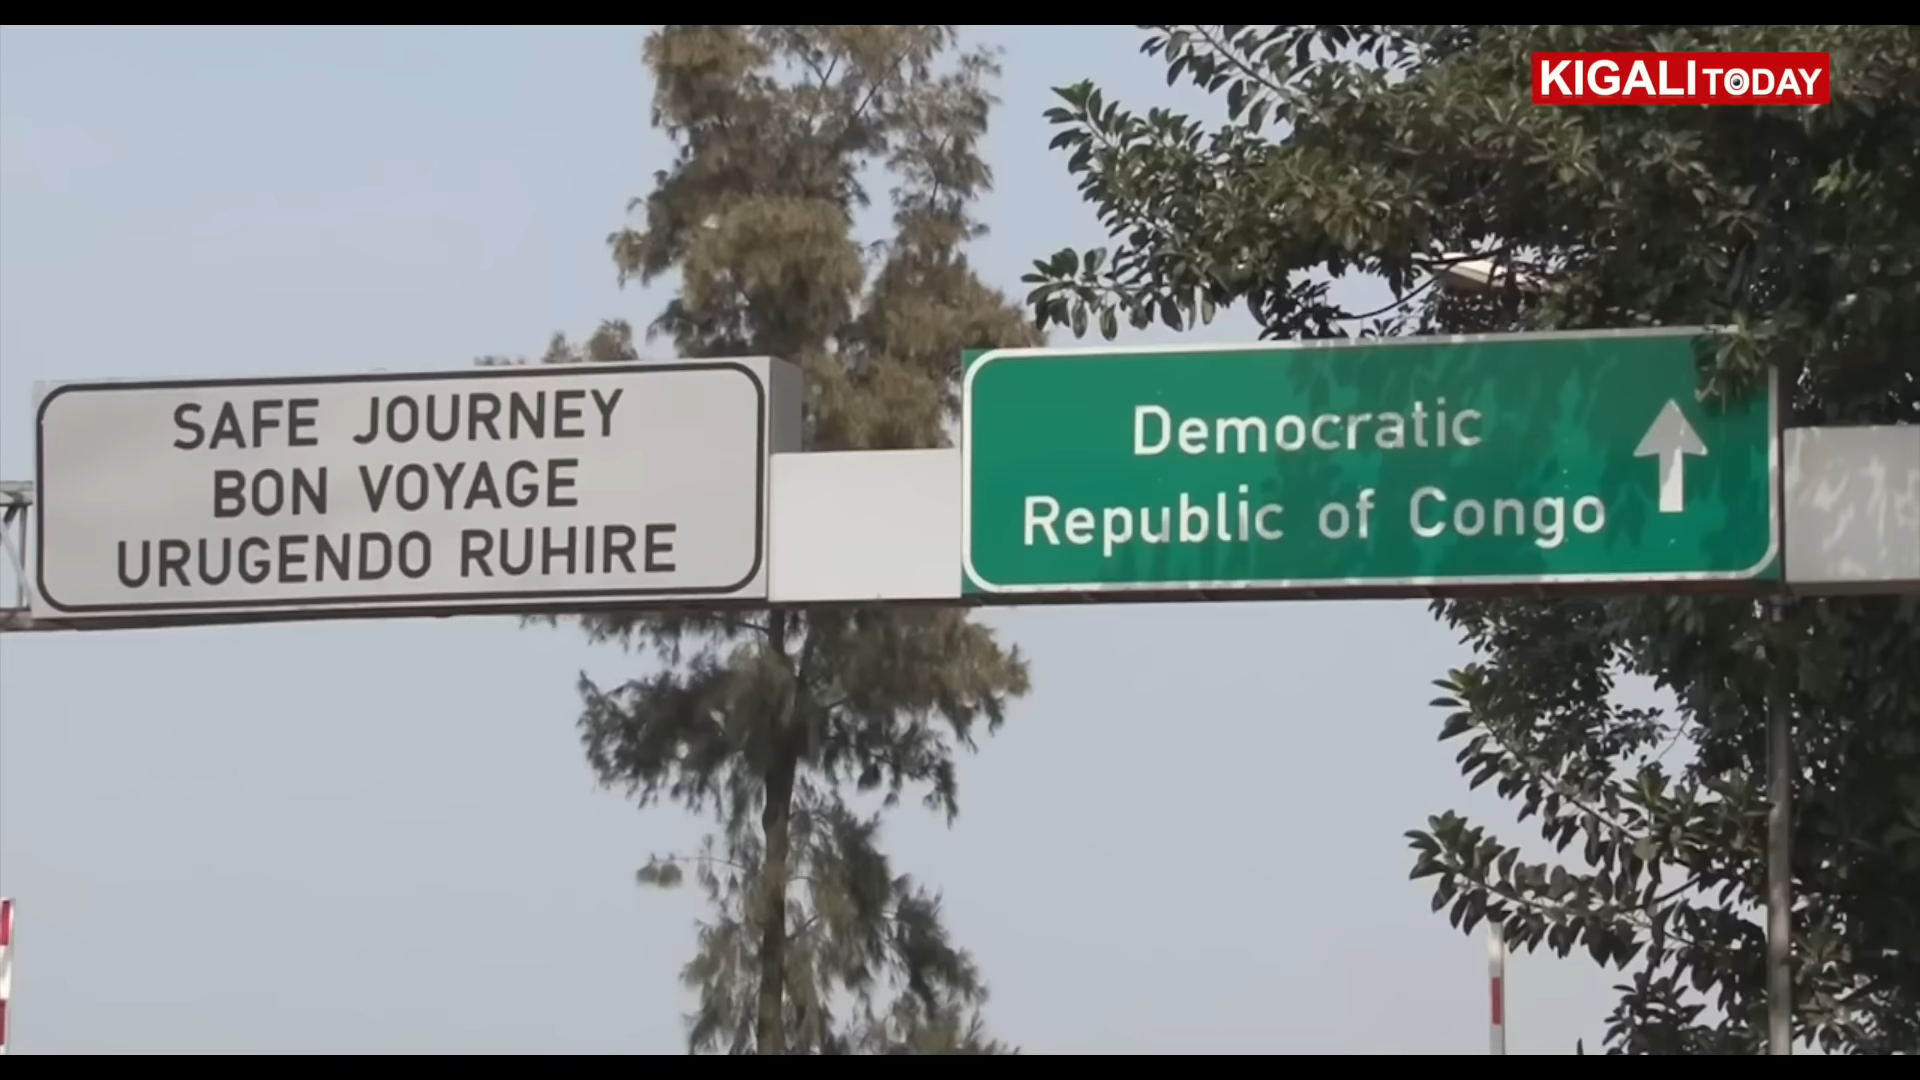 KIGALI TODAY
SAFE JOURNEY
BON VOYAGE
URUGENDO RUHIRE
Democratic
Republic of Congo